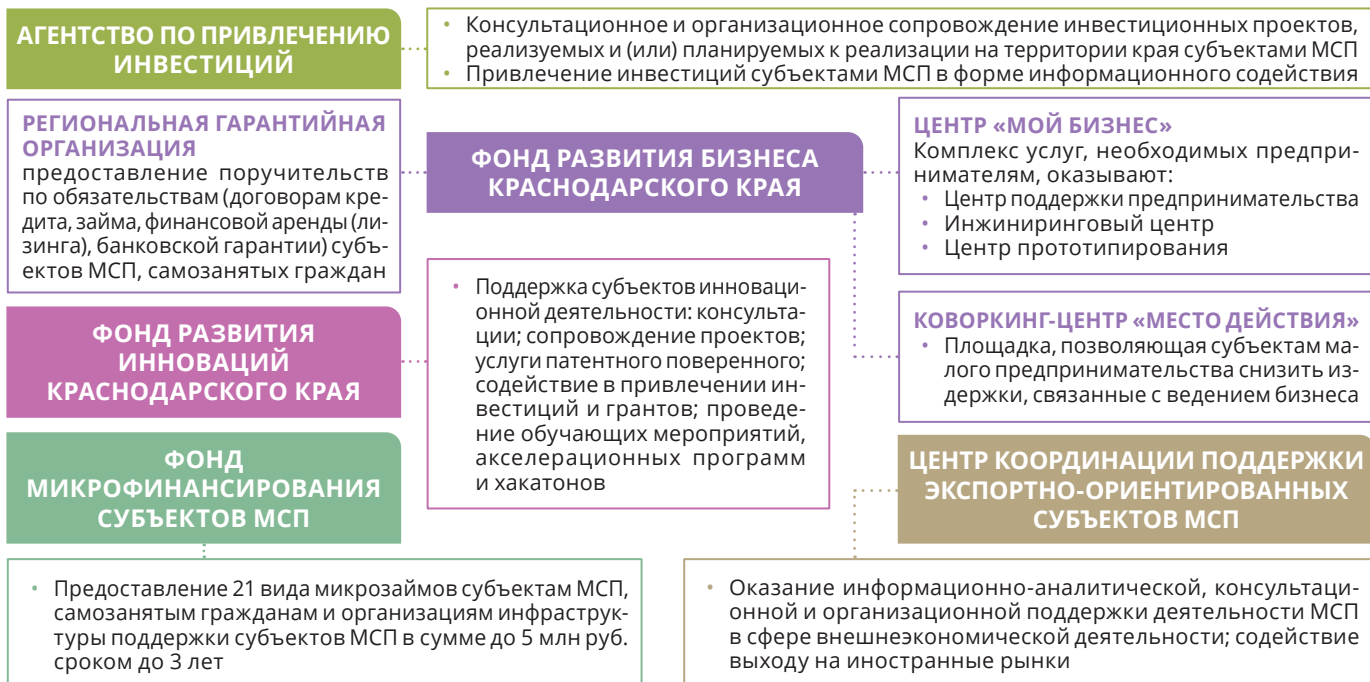 АГЕНТСТВО ПО ПРИВЛЕЧЕНИЮ
ИНВЕСТИЦИЙ
• Консультационное и организационное сопровождение инвестиционных проектов,
реализуемых и (или) планируемых к реализации на территории края субъектами МСП
• Привлечение инвестиций субъектами МСП в форме информационного содействия
РЕГИОНАЛЬНАЯ ГАРАНТИЙНАЯ
ОРГАНИЗАЦИЯ
предоставление поручительств
по обязательствам (договорам кре-
дита, займа, финансовой аренды (ли-
зинга), банковской гарантии) субъ-
ектов МСП, самозанятых граждан
ФОНД РАЗВИТИЯ БИЗНЕСА
КРАСНОДАРСКОГО КРАЯ
ЦЕНТР «МОЙ БИЗНЕС»
Комплекс услуг, необходимых предпри-
нимателям, оказывают:
• Центр поддержки предпринимательства
• Инжиниринговый центр
• Центр прототипирования
КОВОРКИНГ-ЦЕНТР «МЕСТО ДЕЙСТВИЯ»
• Площадка, позволяющая субъектам ма-
лого предпринимательства снизить из-
держки, связанные с ведением бизнеса
ФОНД РАЗВИТИЯ
ИННОВАЦИЙ
КРАСНОДАРСКОГО КРАЯ
• Поддержка субъектов инноваци-
онной деятельности: консульта-
ции; сопровождение проектов;
услуги патентного поверенного;
содействие в привлечении ин-
вестиций и грантов; проведе-
ние обучающих мероприятий,
акселерационных программ
и хакатонов
ФОНД
МИКРОФИНАНСИРОВАНИЯ
СУБЪЕКТОВ МСП
• Предоставление 21 вида микрозаймов субъектам МСП,
самозанятым гражданам и организациям инфраструк-
туры поддержки субъектов МСП в сумме до 5 млн руб.
сроком до 3 лет
ЦЕНТР КООРДИНАЦИИ ПОДДЕРЖКИ
ЭКСПОРТНО-ОРИЕНТИРОВАННЫХ
СУБЪЕКТОВ МСП
• Оказание информационно-аналитической, консультаци-
онной и организационной поддержки деятельности МСП
в сфере внешнеэкономической деятельности; содействие
выходу на иностранные рынки